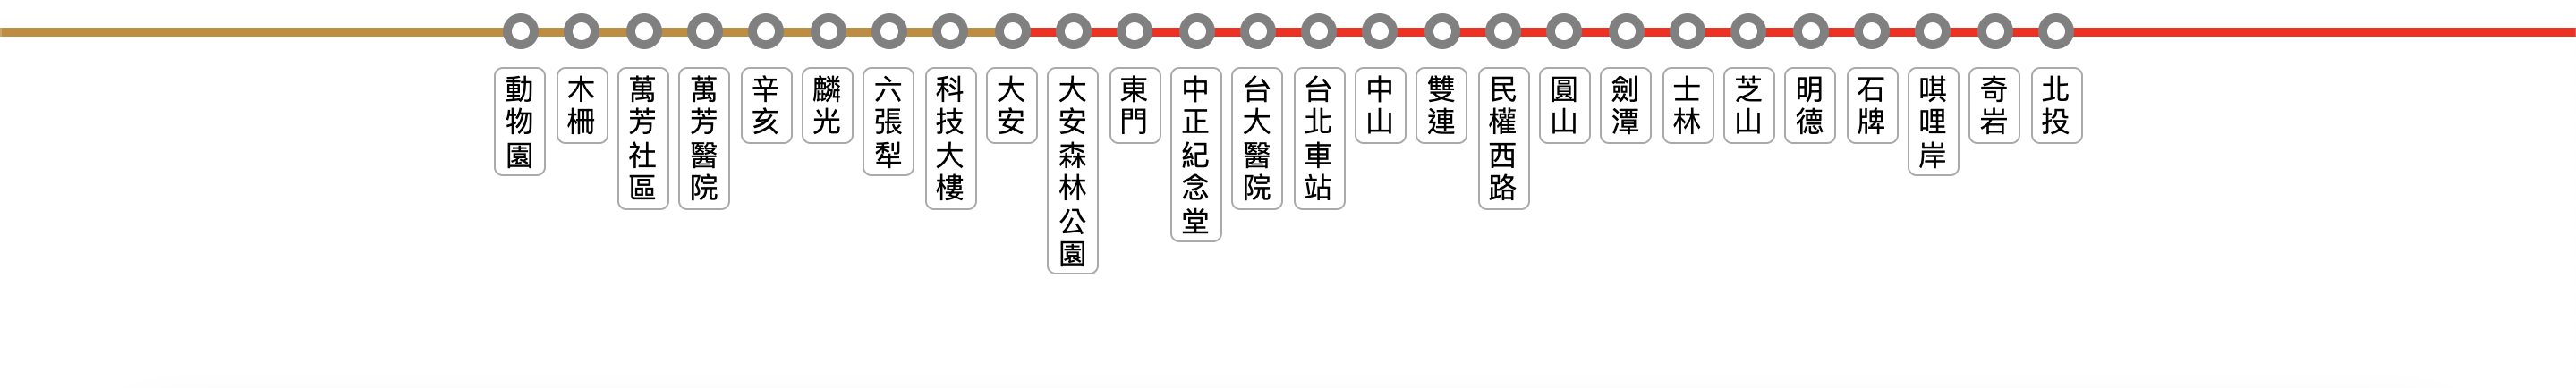 動物園
木柵
萬芳社區
萬芳醫院
辛亥
麟光
六張犁
科技大樓
大安
大安森林公園
東門
中正紀念堂
台大醫院
台北車站
中山
雙連
民權西路
圓山
劍潭
士林
芝山
明德
石牌
唭哩岸
奇岩
北投